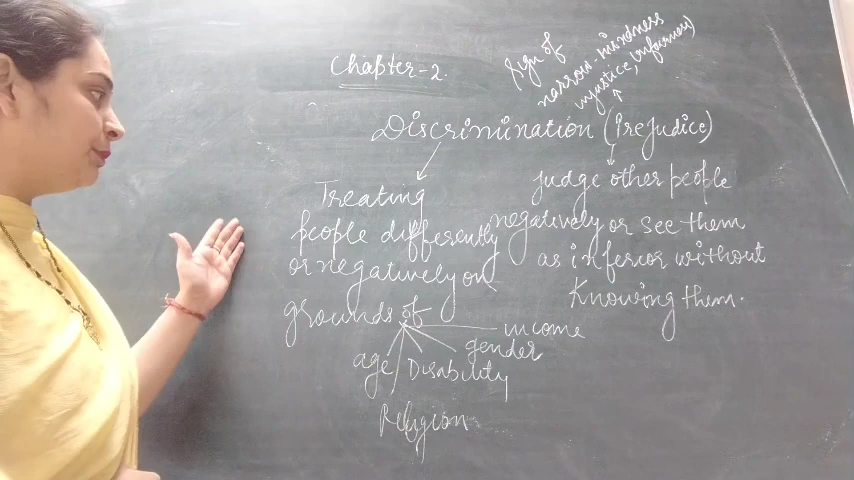 Chapter-2.
Sign of
narrow-mindness
injustice, unfairness)
Discrimination (Prejudice)
Treating
people differently
or negatively on
grounds of
income
gender
Disability
age
Religion
judge other people
negatively or see them
as inferior without
knowing them.